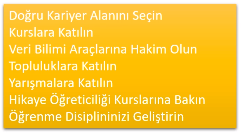 Doğru Kariyer Alanını Seçin
Kurslara Katılın
Veri Bilimi Araçlarına Hakim Olun
Topluluklara Katılın
Yarışmalara Katılın
Hikaye Öğreticiliği Kurslarına Bakın
Öğrenme Disiplininizi Geliştirin